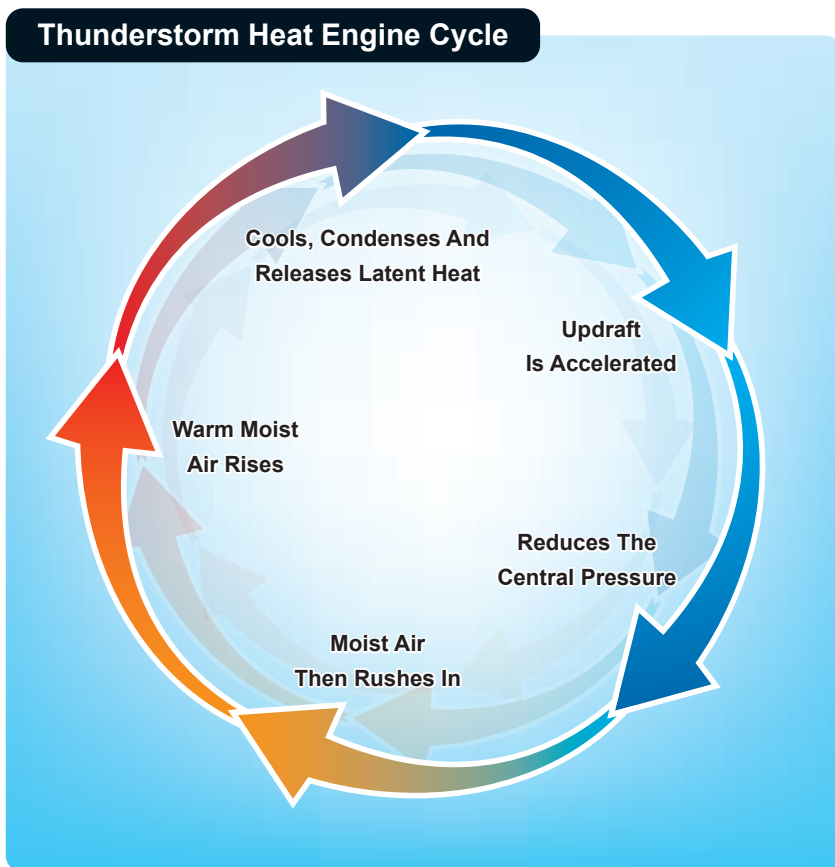 Thunderstorm Heat Engine Cycle
Cools, Condenses And
Releases Latent Heat
Updraft
Is Accelerated
Warm Moist
Air Rises
Reduces The
Central Pressure
Moist Air
Then Rushes In